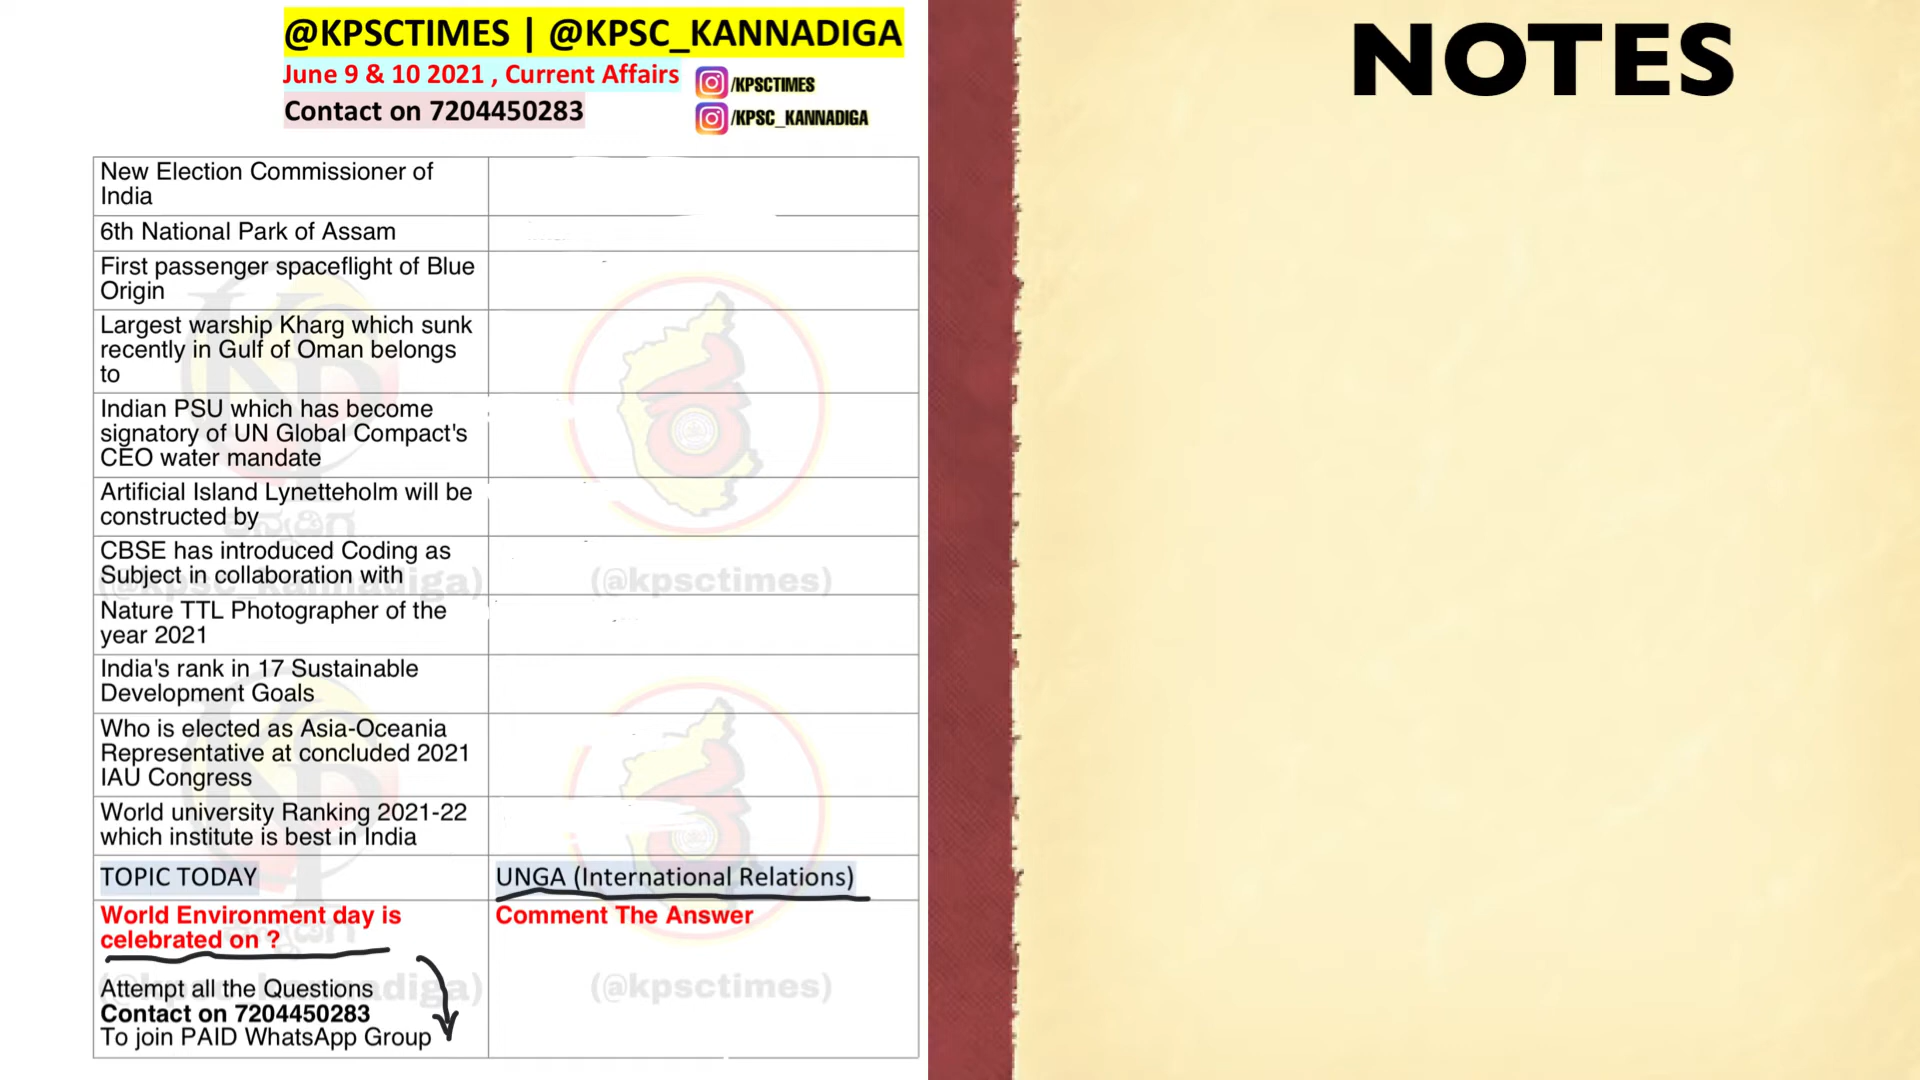 @KPSCTIMES | @KPSC_KANNADIGA
June 9 & 10 2021 , Current Affairs
/KPSCTIMES
Contact on 7204450283
/KPSC_KANNADIGA
NOTES
New Election Commissioner of
India
6th National Park of Assam
First passenger spaceflight of Blue
Origin
Largest warship Kharg which sunk
recently in Gulf of Oman belongs
to
Indian PSU which has become
signatory of UN Global Compact's
CEO water mandate
Artificial Island Lynetteholm will be
constructed by
CBSE has introduced Coding as
Subject in collaboration with
(@kpsc_kannadiga)
(@kpsctimes)
Nature TTL Photographer of the
year 2021
India's rank in 17 Sustainable
Development Goals
Who is elected as Asia-Oceania
Representative at concluded 2021
IAU Congress
World university Ranking 2021-22
which institute is best in India
TOPIC TODAY
UNGA (International Relations)
World Environment day is
celebrated on ?
Comment The Answer
(@kpsc_kannadiga)
(@kpsctimes)
Attempt all the Questions
Contact on 7204450283
To join PAID WhatsApp Group